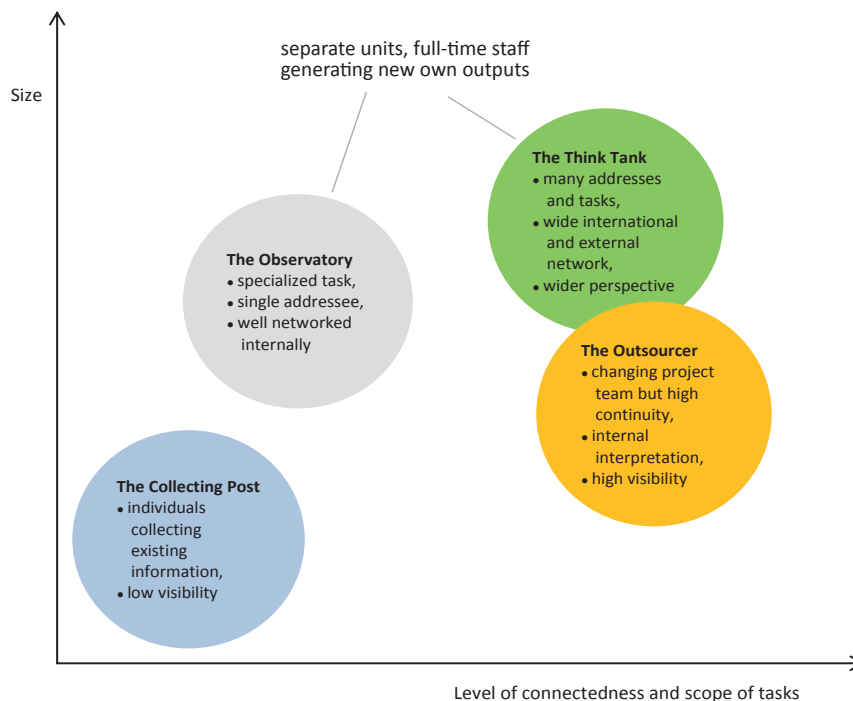 separate units, full-time staff
generating new own outputs
Size
The Think Tank
• many addresses
and tasks,
• wide international
and external
network,
• wider perspective
The Observatory
• specialized task,
• single addressee,
• well networked
internally
The Outsourcer
• changing project
team but high
continuity,
• internal
interpretation,
• high visibility
The Collecting Post
• individuals
collecting
existing
information,
• low visibility
Level of connectedness and scope of tasks